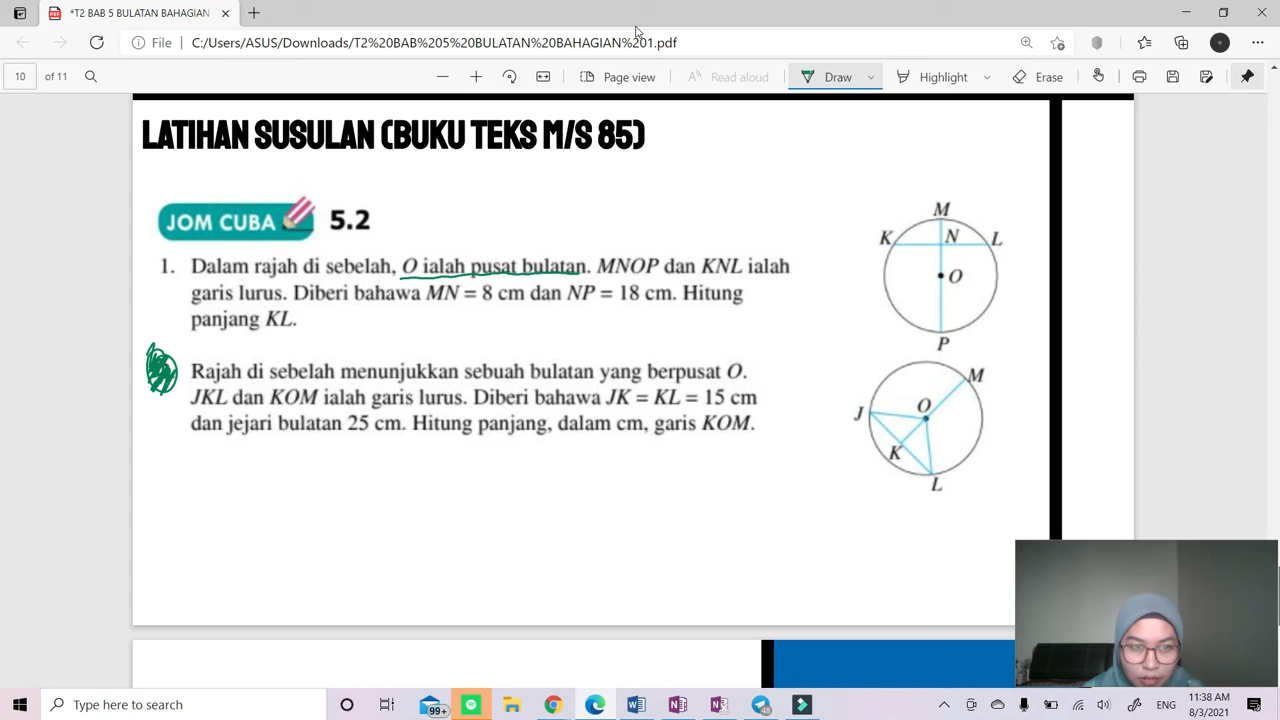 *T2 BAB 5 BULATAN BAHAGIAN
File C:/Users/ASUS/Downloads/T2%20BAB%205%20BULATAN%20BAHAGIAN%201.pdf
10 of 11 Page view Read aloud Draw Highlight Erase
LATIHAN SUSULAN (BUKU TEKS M/S 85)
JOM CUBA 5.2
1. Dalam rajah di sebelah, O ialah pusat bulatan. MNOP dan KNL ialah
garis lurus. Diberi bahawa MN = 8 cm dan NP = 18 cm. Hitung
panjang KL.
M
K N L
O
P
Rajah di sebelah menunjukkan sebuah bulatan yang berpusat O.
JKL dan KOM ialah garis lurus. Diberi bahawa JK = KL = 15 cm
dan jejari bulatan 25 cm. Hitung panjang, dalam cm, garis KOM.
M
O
J
K
L
Type here to search
99+
48
ENG
11:38 AM
8/3/2021